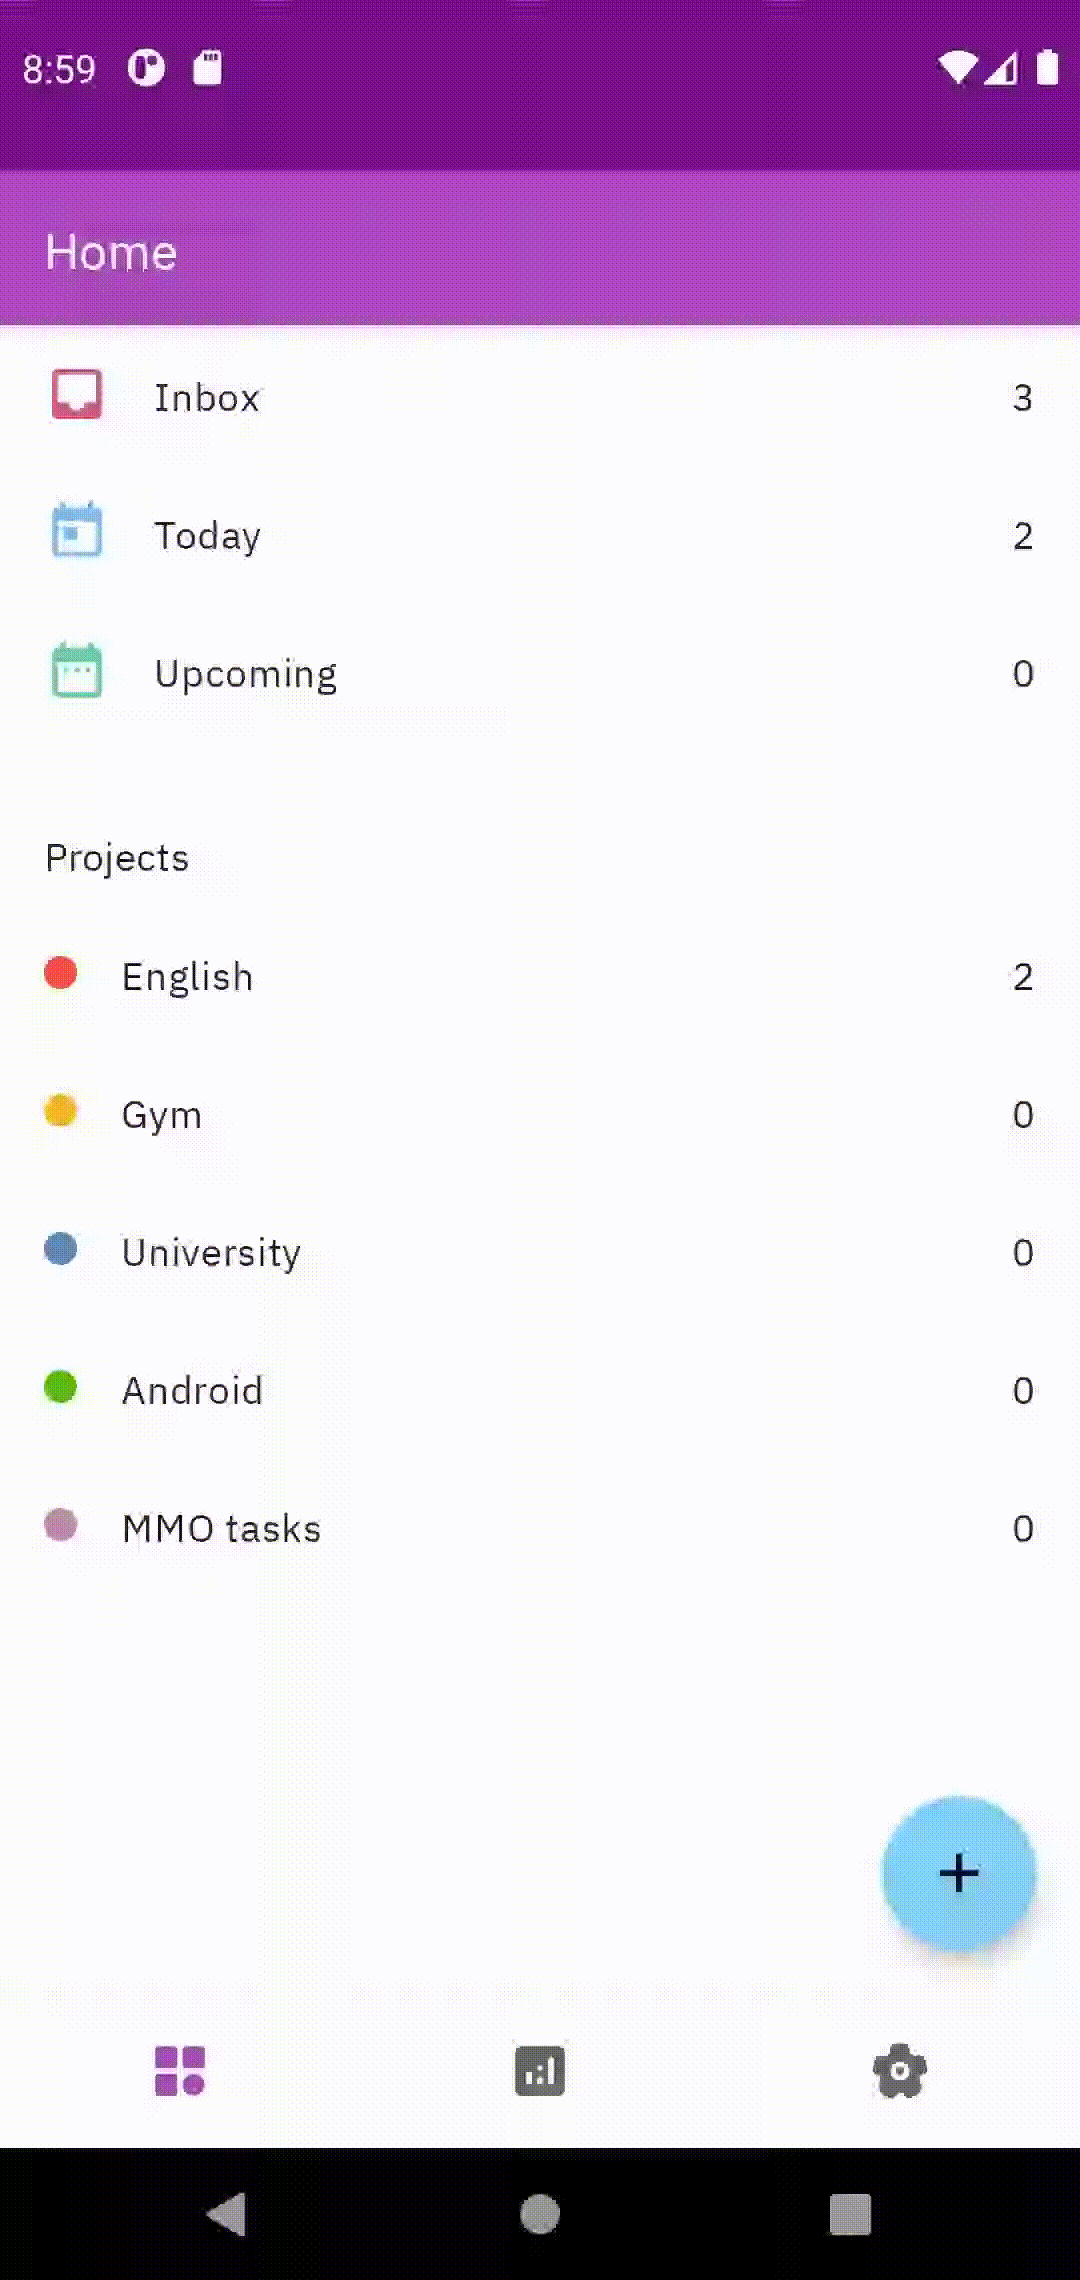 8:59
Home
Inbox 3
Today 2
Upcoming 0
Projects
English 2
Gym 0
University 0
Android 0
MMO tasks 0
+